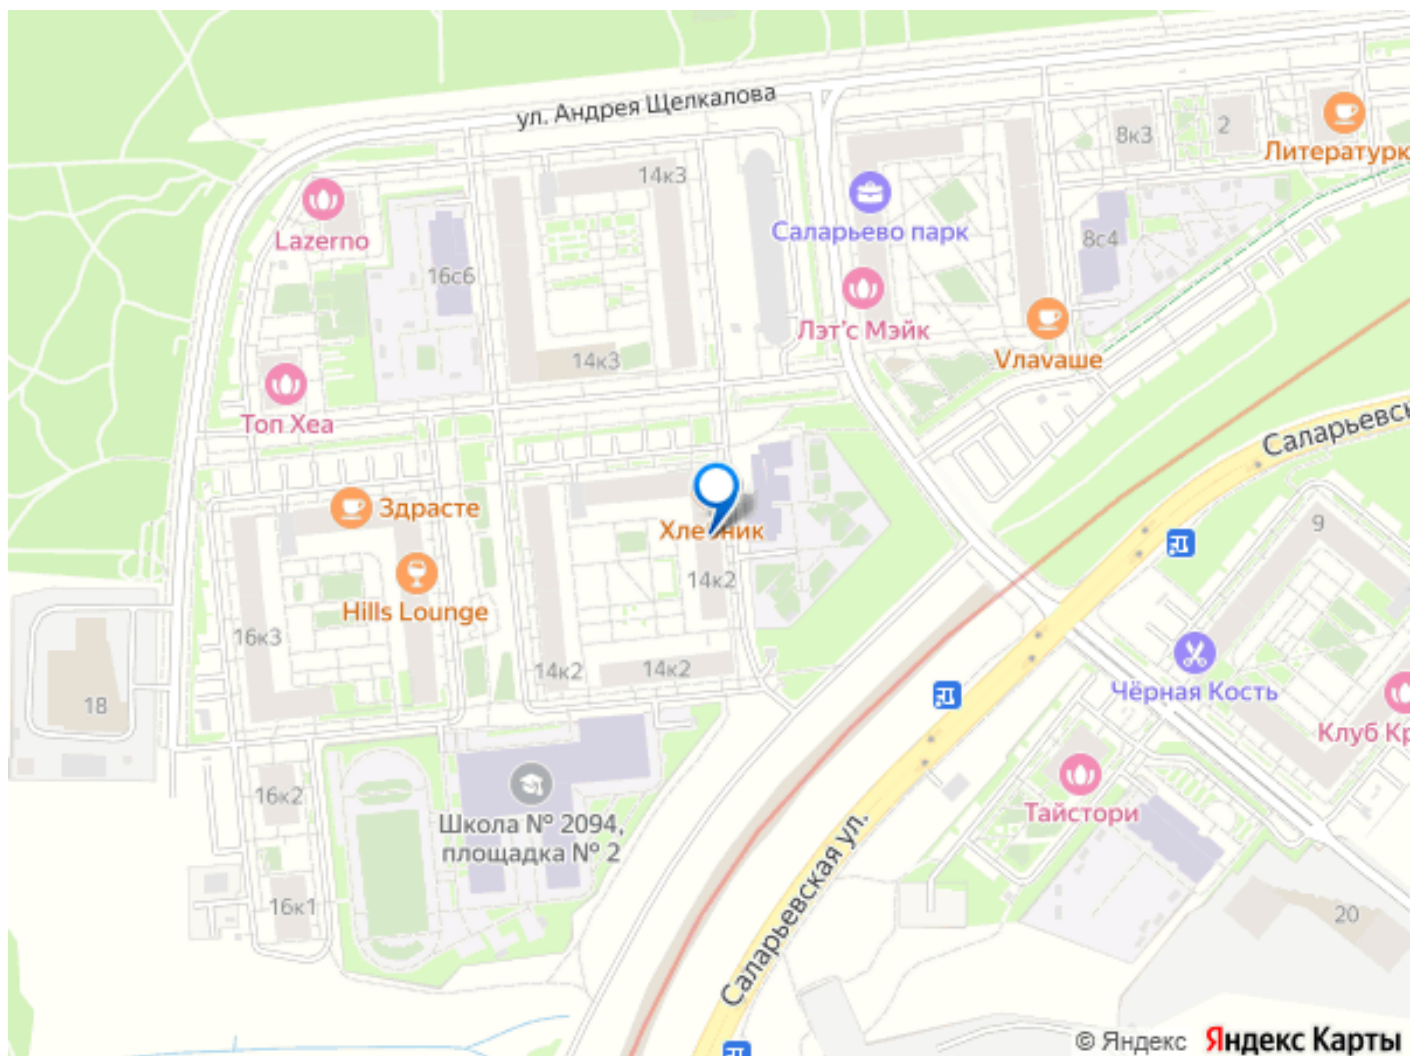 ул. Андрея Щелкалова
14к3
8к3
2
Литературк
Lazerno
Саларьево парк
16с6
8с4
Лэт'с Мэйк
14к3
Vлаvаше
Топ Хеа
Саларьевск
Здрасте
Хле
ник
9
14к2
Hills Lounge
16к3
14к2
14к2
18
Чёрная Кость
Клуб Кр
16к2
Школа № 2094,
площадка № 2
Тайстори
Саларьевская ул.
16к1
20
© Яндекс
Яндекс Карты